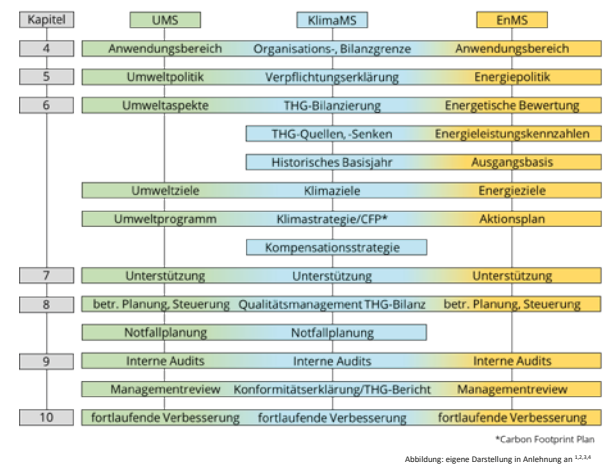 Kapitel UMS KlimaMS EnMS
4 Anwendungsbereich Organisations-, Bilanzgrenze Anwendungsbereich
5 Umweltpolitik Verpflichtungserklärung Energiepolitik
6 Umweltaspekte THG-Bilanzierung Energetische Bewertung
THG-Quellen, -Senken Energieleistungskennzahlen
Historisches Basisjahr Ausgangsbasis
Umweltziele Klimaziele Energieziele
Umweltprogramm Klimastrategie/CFP* Aktionsplan
Kompensationsstrategie
7 Unterstützung Unterstützung Unterstützung
8 betr. Planung, Steuerung Qualitätsmanagement THG-Bilanz betr. Planung, Steuerung
Notfallplanung Notfallplanung
9 Interne Audits Interne Audits Interne Audits
Managementreview Konformitätserklärung/THG-Bericht Managementreview
10 fortlaufende Verbesserung fortlaufende Verbesserung fortlaufende Verbesserung
*Carbon Footprint Plan
Abbildung: eigene Darstellung in Anlehnung an 1,2,3,4